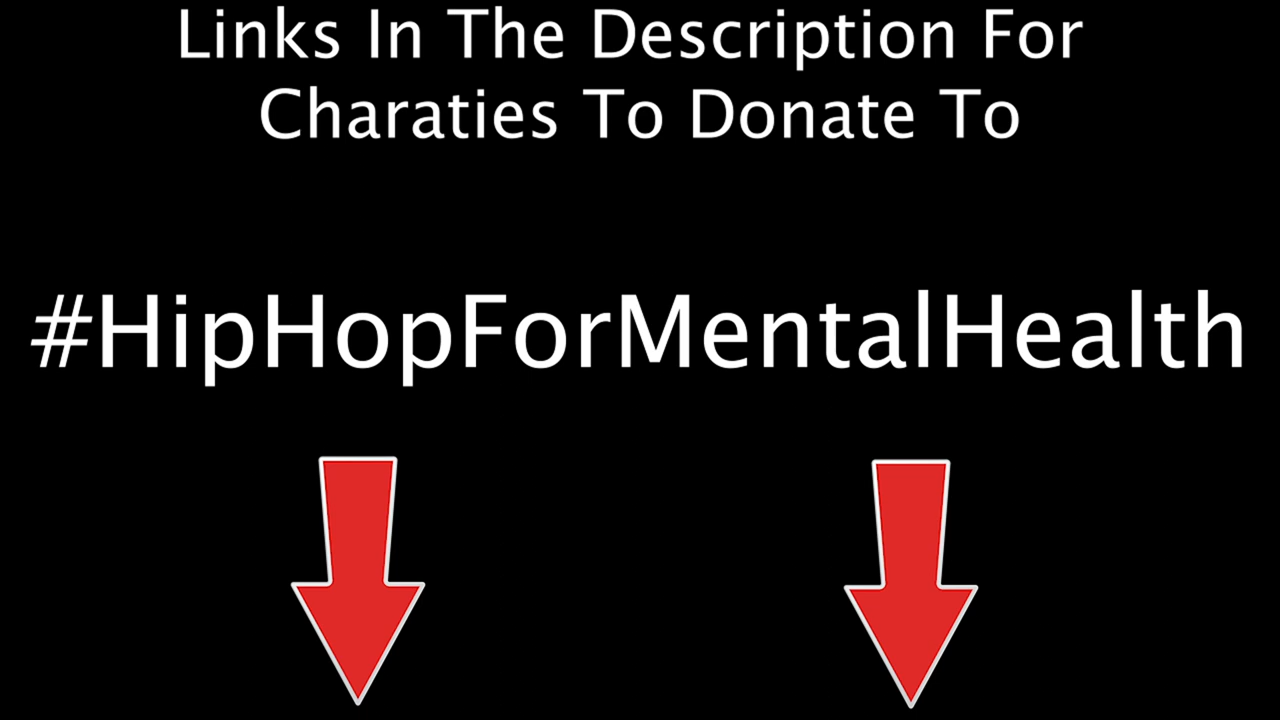 Links In The Description For
Charaties To Donate To
#HipHopForMentalHealth